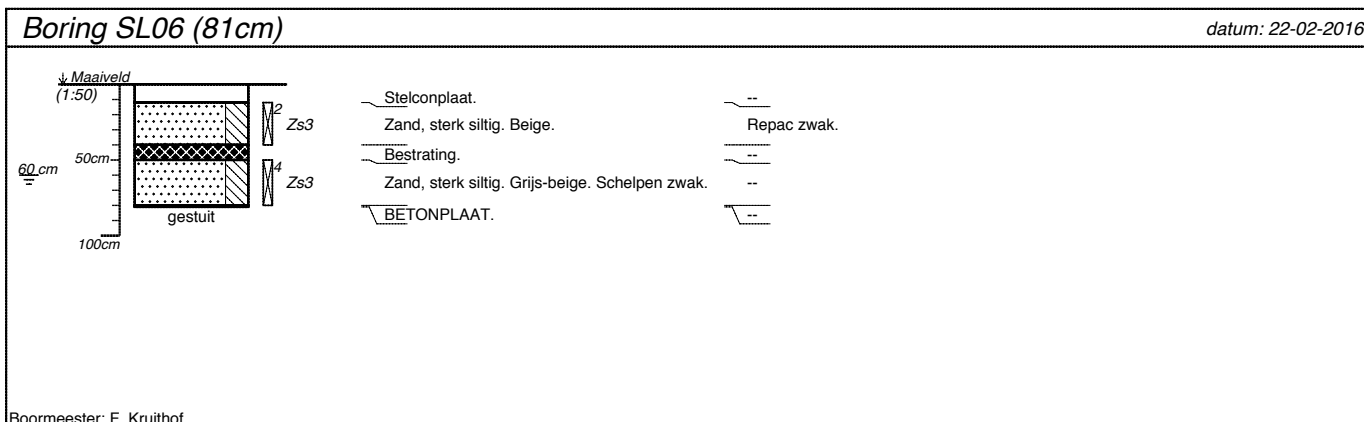 Boring SL06 (81cm)
datum: 22-02-2016
Maaiveld
(1:50)
Stelconplaat. --
2 Zs3 Zand, sterk siltig. Beige. Repac zwak.
50cm Bestrating. --
60 cm
4 Zs3 Zand, sterk siltig. Grijs-beige. Schelpen zwak. --
gestuit BETONPLAAT. --
100cm
Boormeester: F. Kruithof